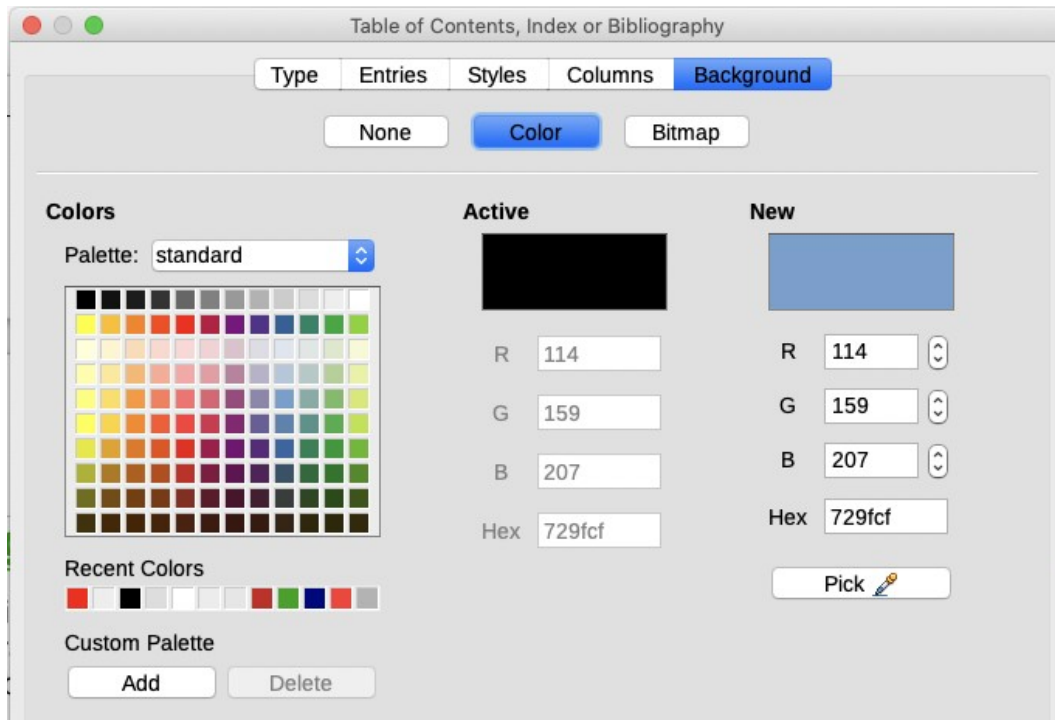 Table of Contents, Index or Bibliography
Type Entries Styles Columns Background
None Color Bitmap
Colors
Palette: standard
Recent Colors
Custom Palette
Add Delete
Active
R 114
G 159
B 207
Hex 729fcf
New
R 114
G 159
B 207
Hex 729fcf
Pick